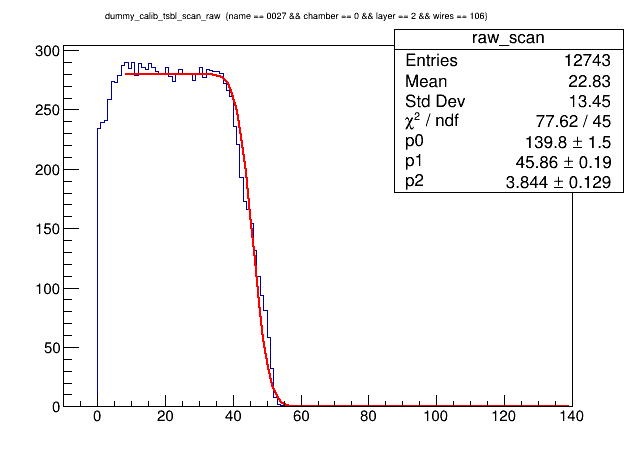 dummy_calib_tsbl_scan_raw (name == 0027 && chamber == 0 && layer == 2 && wires == 106)
raw_scan
Entries 12743
Mean 22.83
Std Dev 13.45
χ² / ndf 77.62 / 45
p0 139.8 ± 1.5
p1 45.86 ± 0.19
p2 3.844 ± 0.129
300
250
200
150
100
50
0
0 20 40 60 80 100 120 140